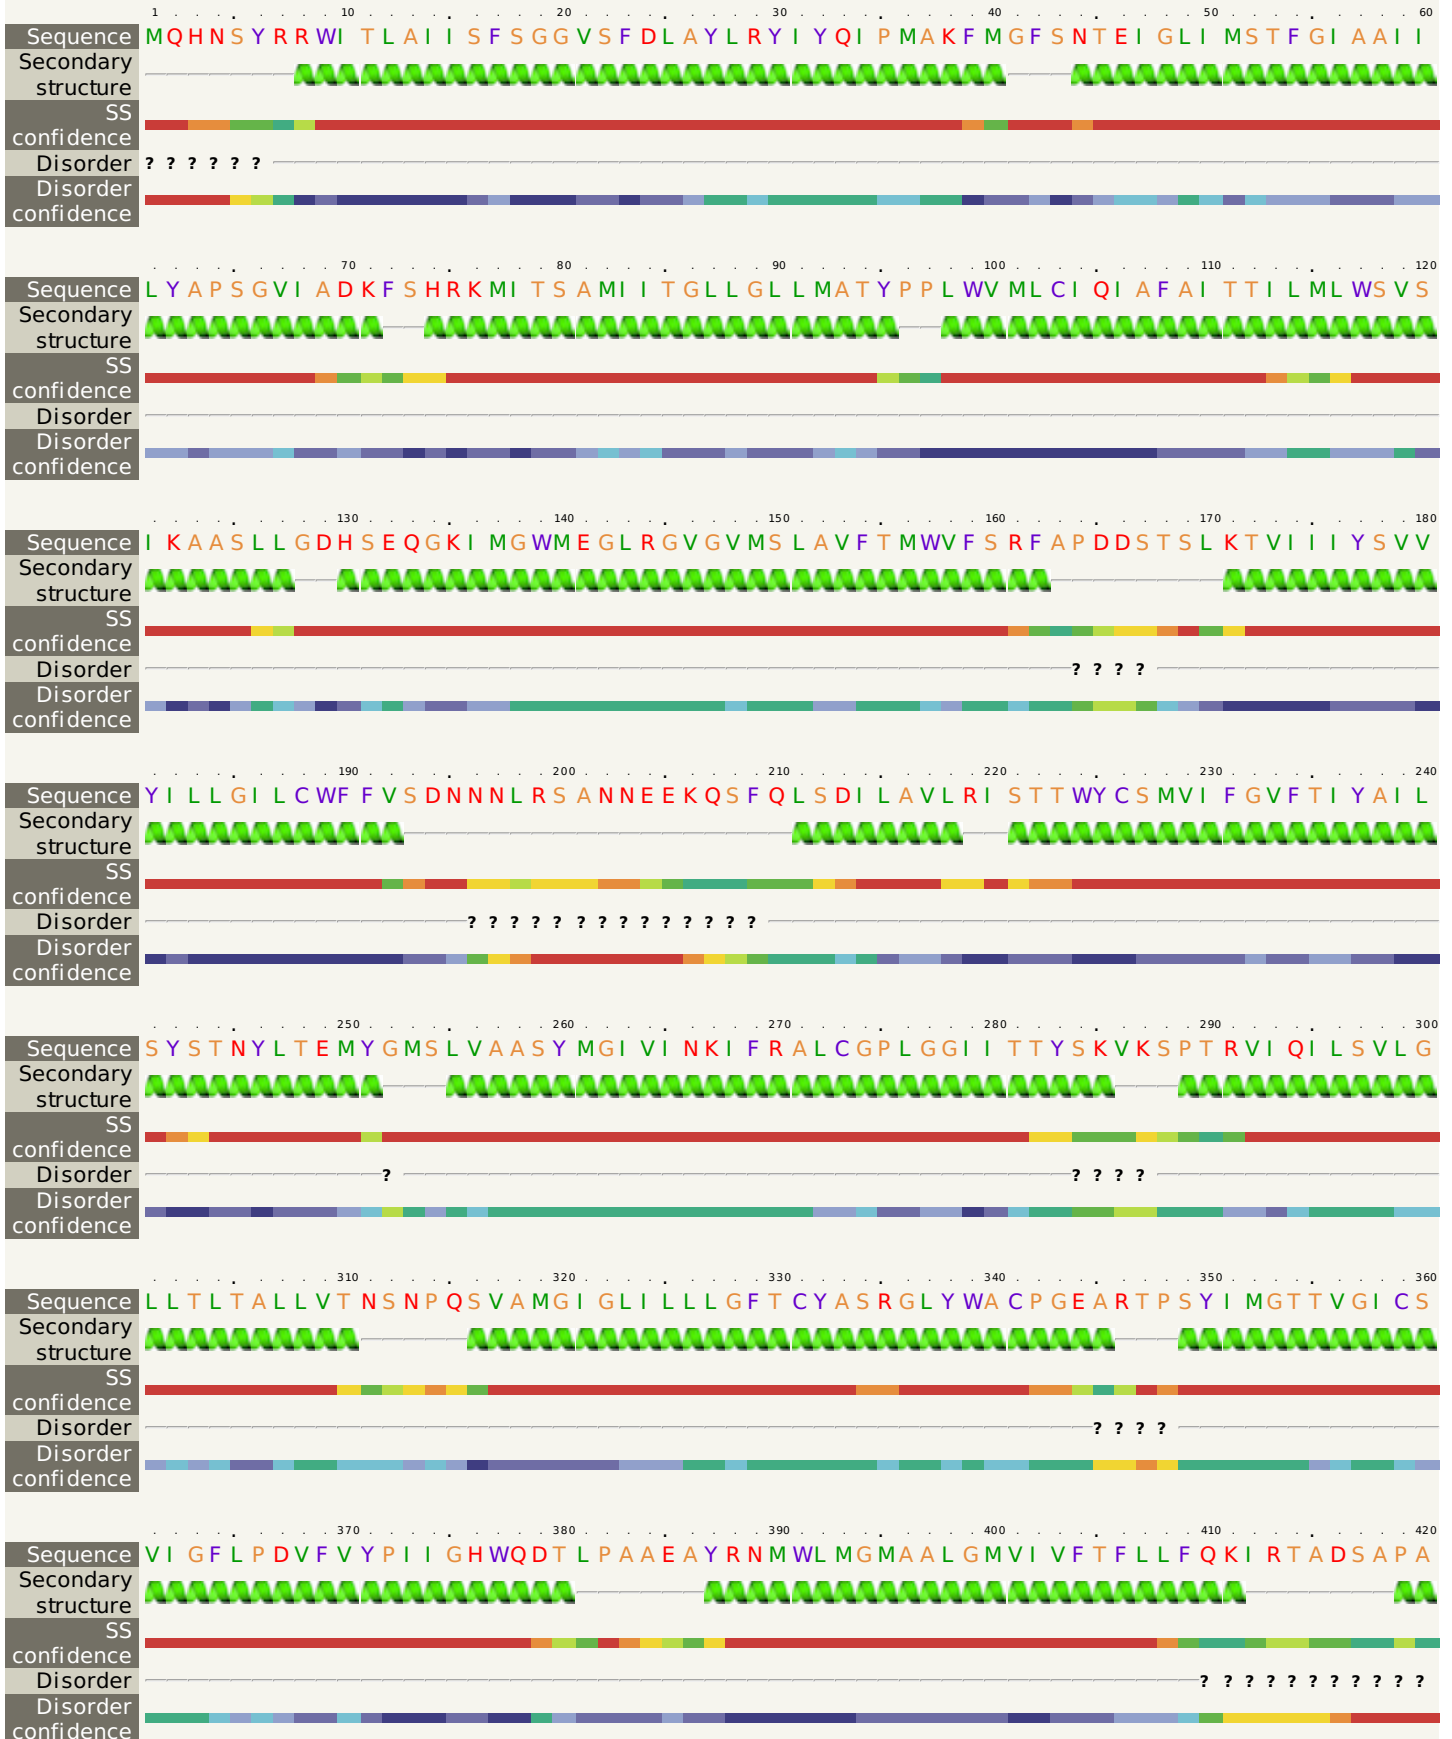 1 10 20 30 40 50 60
Sequence MQHNSYRRWITLAIISFSGGVSFDLAYLRYIYQIPMAKFMGFSNTEIGLIMSTFGIAAII
Secondary
structure
SS
confidence
Disorder ? ? ? ? ? ?
Disorder
confidence
70 80 90 100 110 120
Sequence LYAPSGVIADKFSHRKMITSAMIITGLLGLLMATYPPLWVMLCIQIAFAITTILMLWSVS
Secondary
structure
SS
confidence
Disorder
Disorder
confidence
130 140 150 160 170 180
Sequence IKAASLLGDHSEQGKIMGWMEGLRGVGVMSLAVFTMWVFSRFAPDDSTSLKTVIIIYSVV
Secondary
structure
SS
confidence
Disorder ? ? ? ?
Disorder
confidence
190 200 210 220 230 240
Sequence YILLGILCWFFVSDNNNLRSANNEEKQSFQLSDILAVLRISTTWYCSMVIFGVFTIYAIL
Secondary
structure
SS
confidence
Disorder ? ? ? ? ? ? ? ? ? ? ? ? ? ?
Disorder
confidence
250 260 270 280 290 300
Sequence SYSTNYLTEMYGMSLVAASYMGIVINKIFRALCGPLGGIITTYSKVKSPTRVIQILSVLG
Secondary
structure
SS
confidence
Disorder ? ? ? ? ?
Disorder
confidence
310 320 330 340 350 360
Sequence LLTLTALLVTNSNPQSVAMGIGLILLLGFTCYASRGLYWACPGEARTPSYIMGTTVGICS
Secondary
structure
SS
confidence
Disorder ? ? ? ?
Disorder
confidence
370 380 390 400 410 420
Sequence VIGFLPDVFVYPIIGHWQDTLPAAEAYRNMWLMGMAALGMVIVFTFLLFQKIRTADSAPA
Secondary
structure
SS
confidence
Disorder ? ? ? ? ? ? ? ? ? ? ?
Disorder
confidence